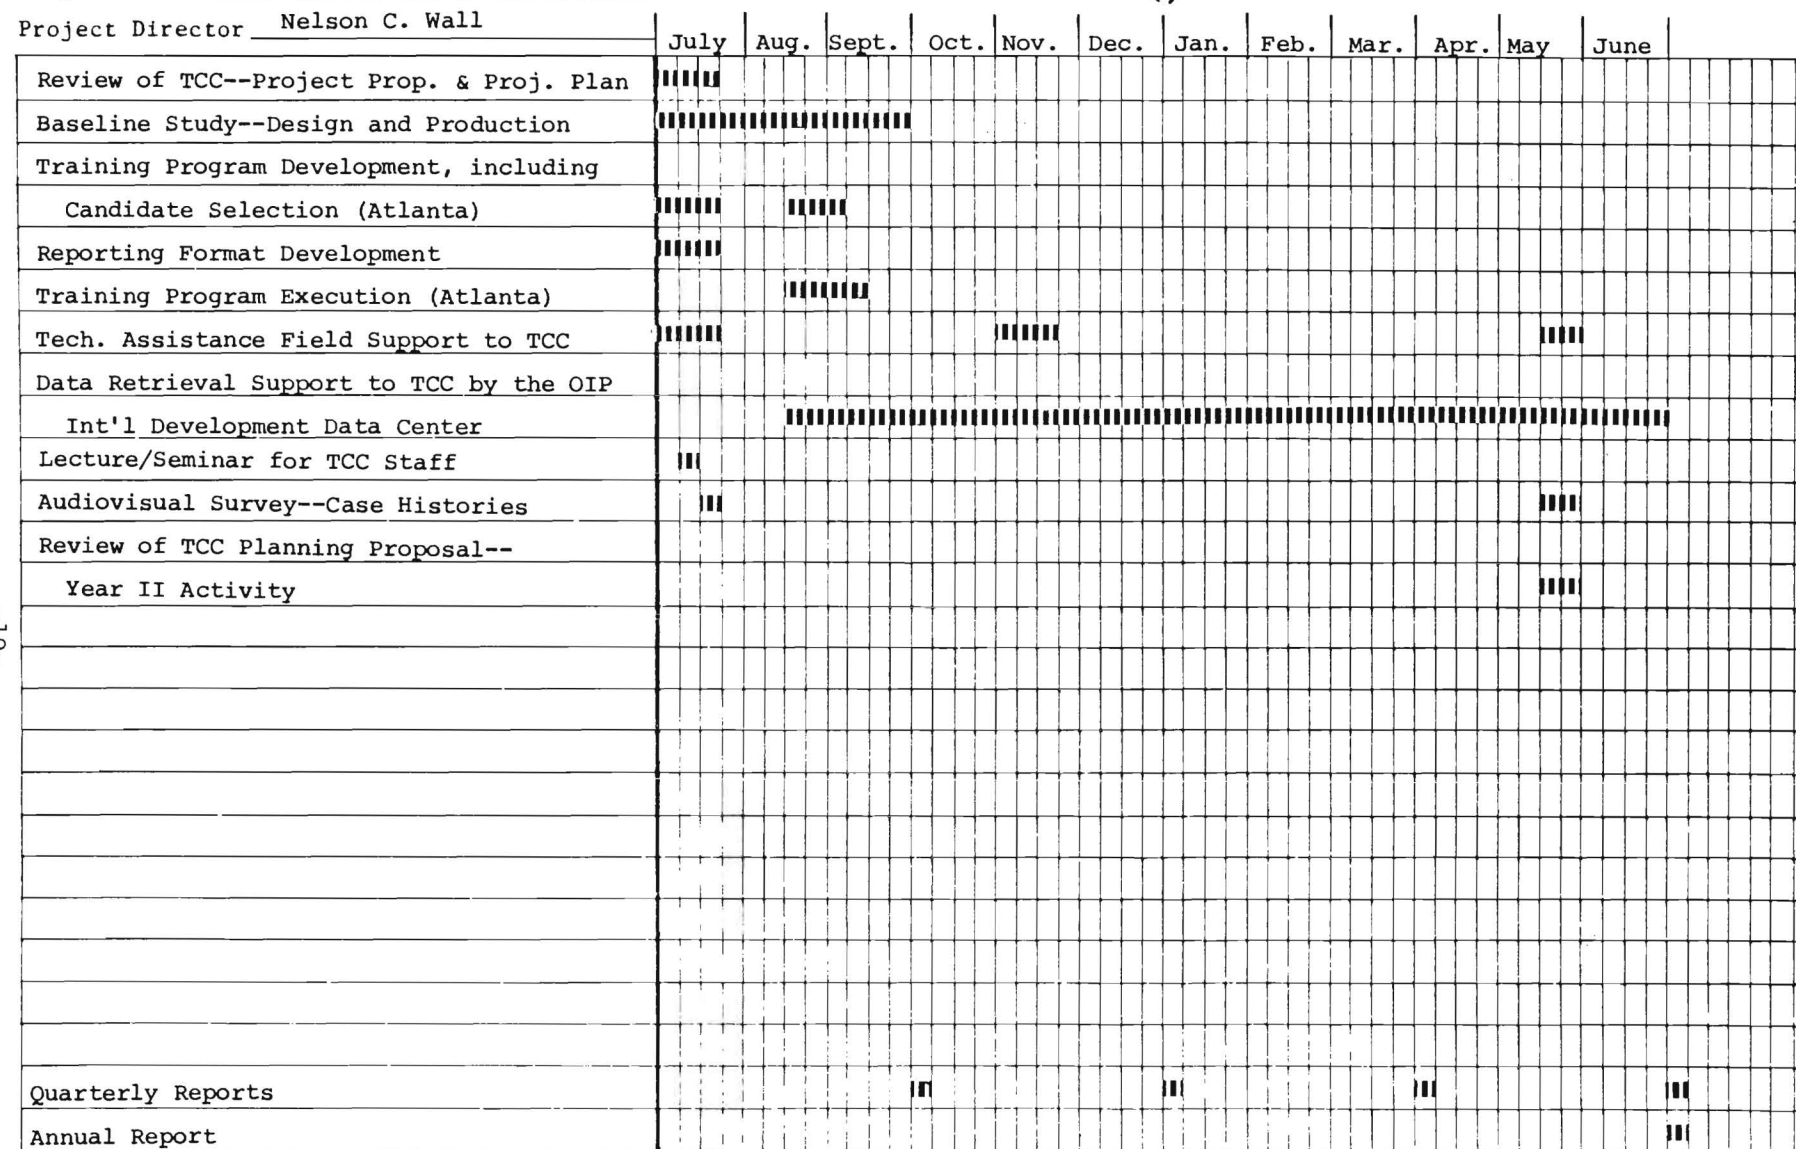 Project Director Nelson C. Wall
July Aug. Sept. Oct. Nov. Dec. Jan. Feb. Mar. Apr. May June
Review of TCC--Project Prop. & Proj. Plan
Baseline Study--Design and Production
Training Program Development, including
Candidate Selection (Atlanta)
Reporting Format Development
Training Program Execution (Atlanta)
Tech. Assistance Field Support to TCC
Data Retrieval Support to TCC by the OIP
Int'l Development Data Center
Lecture/Seminar for TCC Staff
Audiovisual Survey--Case Histories
Review of TCC Planning Proposal--
Year II Activity
Quarterly Reports
Annual Report